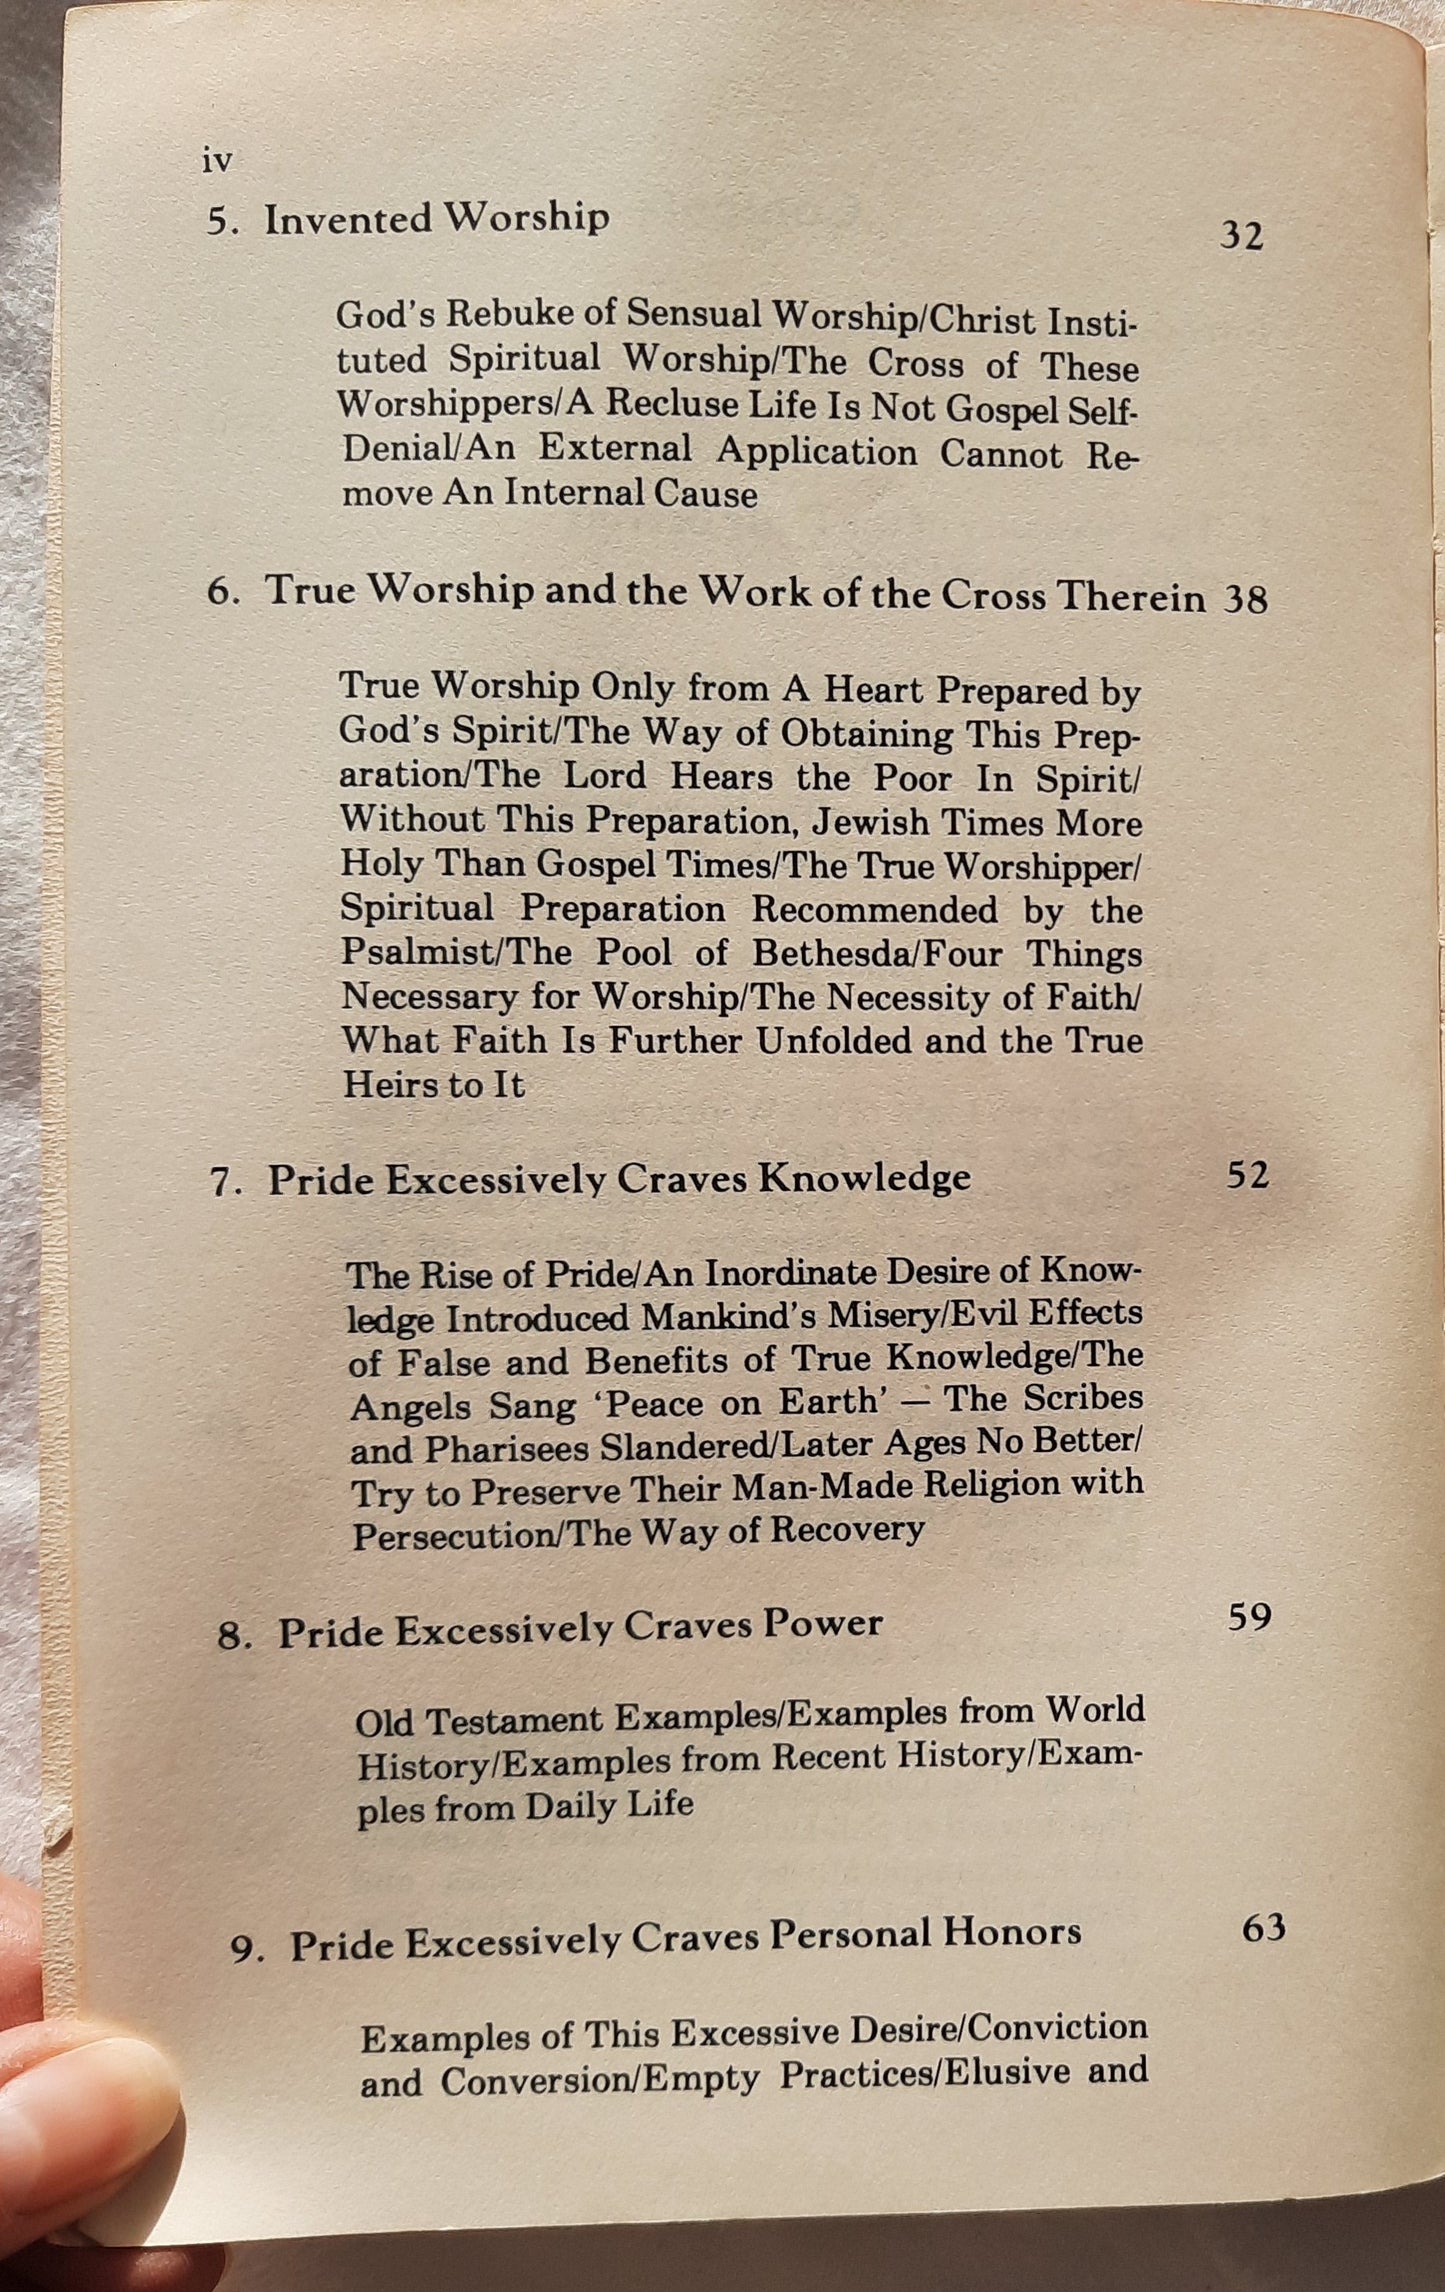 iv
5. Invented Worship 32
God's Rebuke of Sensual Worship/Christ Insti-
tuted Spiritual Worship/The Cross of These
Worshippers/A Recluse Life Is Not Gospel Self-
Denial/An External Application Cannot Re-
move An Internal Cause
6. True Worship and the Work of the Cross Therein 38
True Worship Only from A Heart Prepared by
God's Spirit/The Way of Obtaining This Prep-
aration/The Lord Hears the Poor In Spirit/
Without This Preparation, Jewish Times More
Holy Than Gospel Times/The True Worshipper/
Spiritual Preparation Recommended by the
Psalmist/The Pool of Bethesda/Four Things
Necessary for Worship/The Necessity of Faith/
What Faith Is Further Unfolded and the True
Heirs to It
7. Pride Excessively Craves Knowledge 52
The Rise of Pride/An Inordinate Desire of Know-
ledge Introduced Mankind's Misery/Evil Effects
of False and Benefits of True Knowledge/The
Angels Sang ‘Peace on Earth’ — The Scribes
and Pharisees Slandered/Later Ages No Better/
Try to Preserve Their Man-Made Religion with
Persecution/The Way of Recovery
8. Pride Excessively Craves Power 59
Old Testament Examples/Examples from World
History/Examples from Recent History/Exam-
ples from Daily Life
9. Pride Excessively Craves Personal Honors 63
Examples of This Excessive Desire/Conviction
and Conversion/Empty Practices/Elusive and